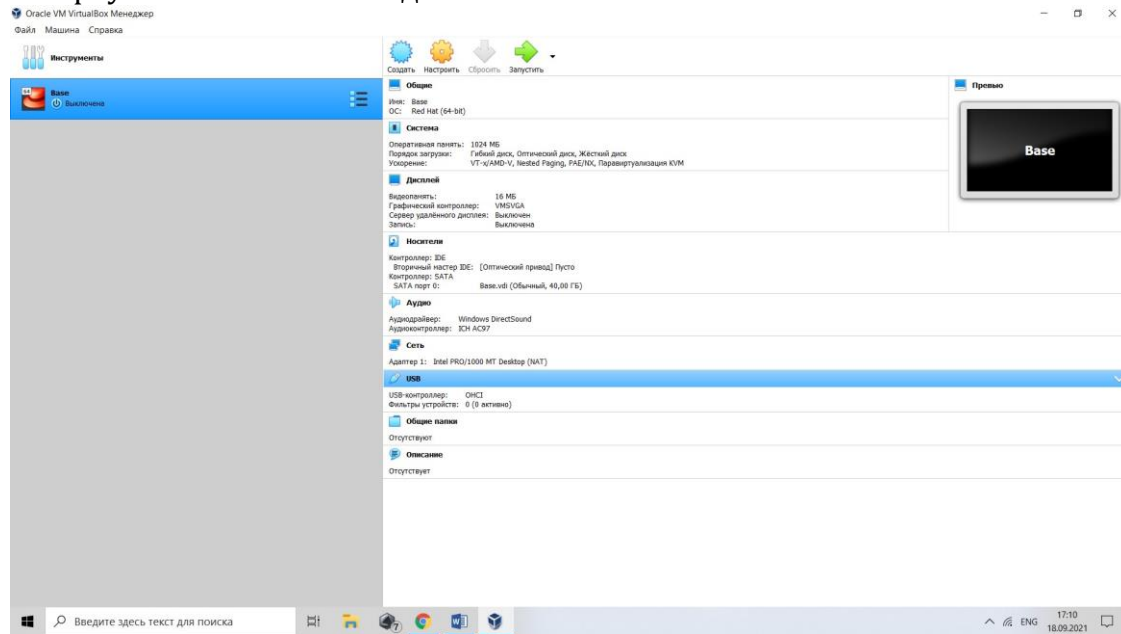 Oracle VM VirtualBox Менеджер
Файл Машина Справка
Инструменты
Создать Настроить Сбросить Запустить
64
Base
Выключена
Общие
Имя: Base
ОС: Red Hat (64-bit)
Система
Оперативная память: 1024 МБ
Порядок загрузки: Гибкий диск, Оптический диск, Жёсткий диск
Ускорение: VT-x/AMD-V, Nested Paging, PAE/NX, Паравиртуализация KVM
Дисплей
Видеопамять: 16 МБ
Графический контроллер: VMSVGA
Сервер удалённого дисплея: Выключен
Запись: Выключена
Носители
Контроллер: IDE
Вторичный мастер IDE: [Оптический привод] Пусто
Контроллер: SATA
SATA порт 0: Base.vdi (Обычный, 40,00 ГБ)
Аудио
Аудиодрайвер: Windows DirectSound
Аудиоконтроллер: ICH AC97
Сеть
Адаптер 1: Intel PRO/1000 MT Desktop (NAT)
USB
USB-контроллер: OHCI
Фильтры устройств: 0 (0 активно)
Общие папки
Отсутствуют
Описание
Отсутствует
Превью
Base
Введите здесь текст для поиска
7
ENG
17:10
18.09.2021